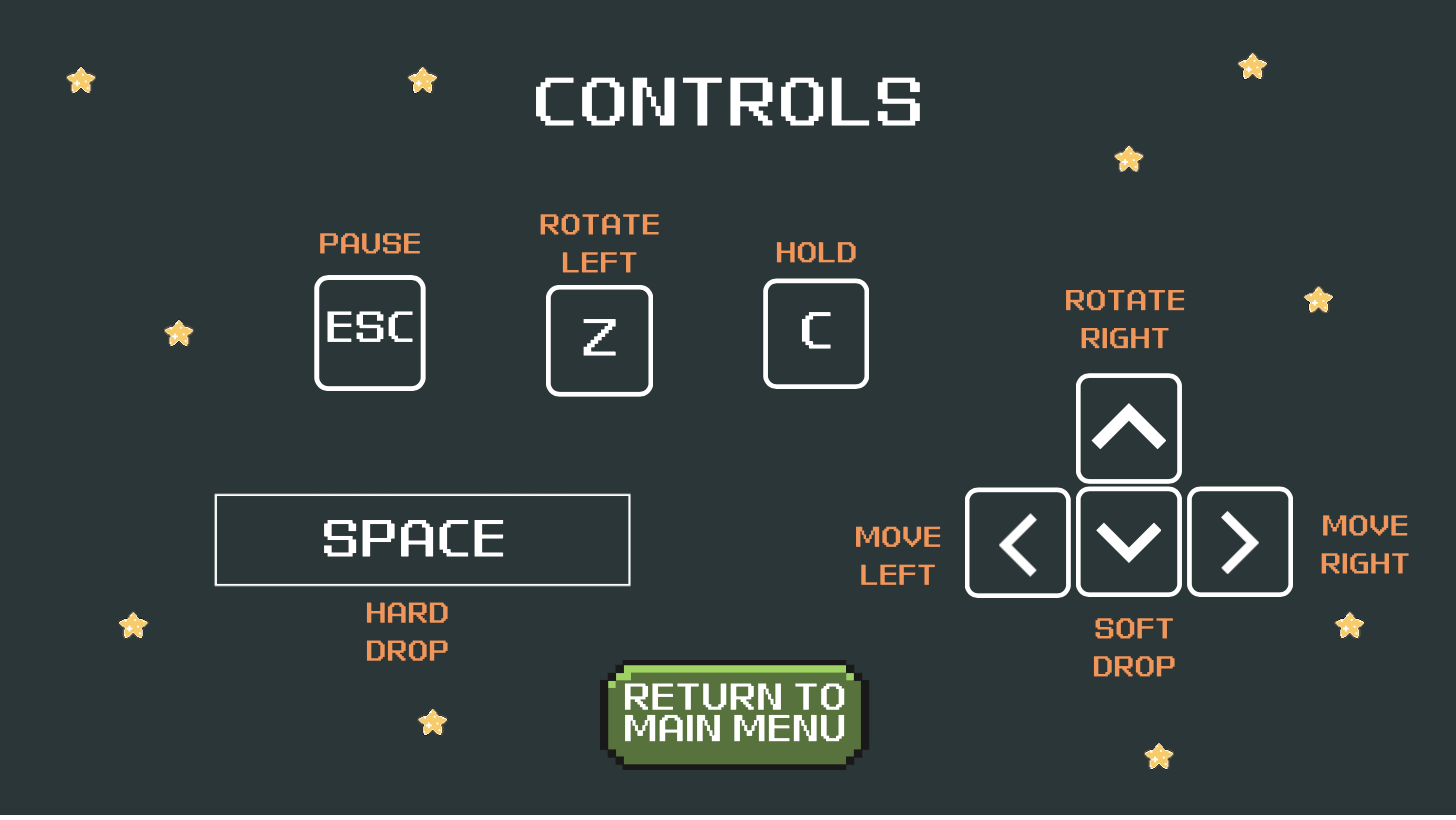 CONTROLS
PAUSE
ESC
ROTATE
LEFT
Z
HOLD
C
ROTATE
RIGHT
SPACE
HARD
DROP
MOVE
LEFT
MOVE
RIGHT
SOFT
DROP
RETURN TO
MAIN MENU